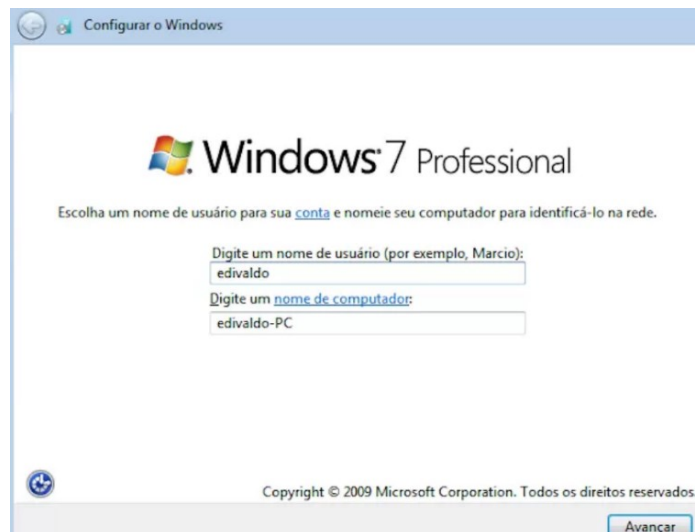 Configurar o Windows
Windows 7 Professional
Escolha um nome de usuário para sua conta e nomeie seu computador para identificá-lo na rede.
Digite um nome de usuário (por exemplo, Marcio):
edivaldo
Digite um nome de computador:
edivaldo-PC
Copyright © 2009 Microsoft Corporation. Todos os direitos reservados
Avançar